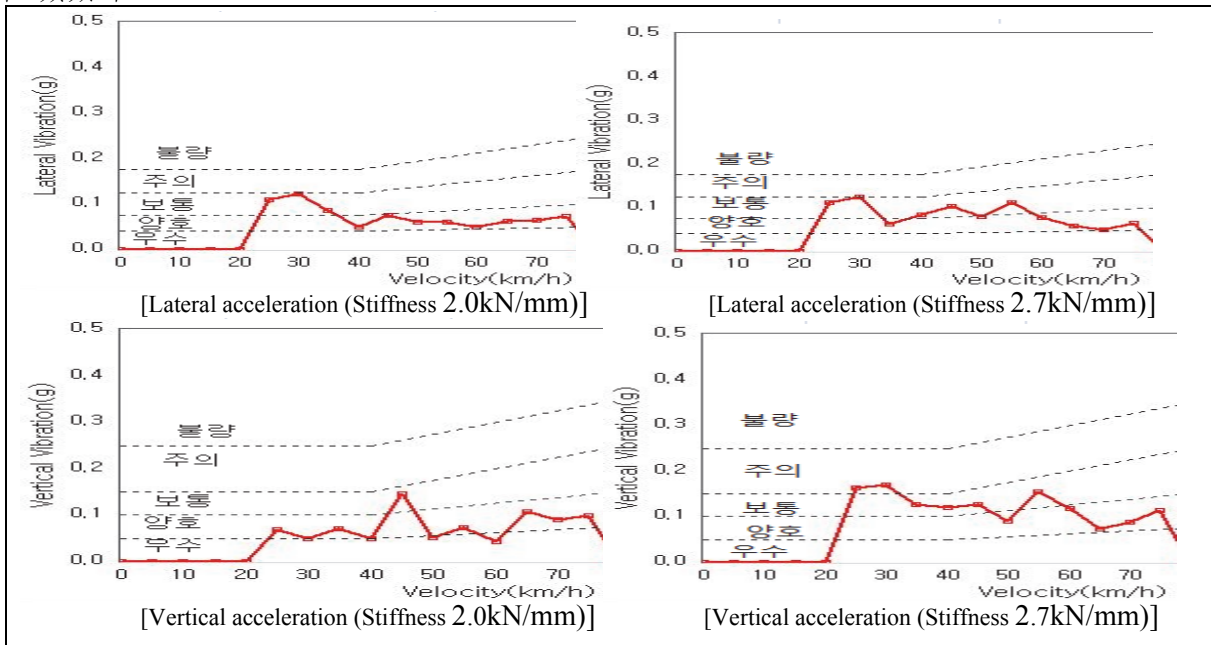 0.5
0.4
0.3
0.2
0.1
0.0
Lateral Vibration(g)
불량
주의
보통
양호
우수
0 10 20 30 40 50 60 70
Velocity(km/h)
[Lateral acceleration (Stiffness 2.0kN/mm)]
0.5
0.4
0.3
0.2
0.1
0.0
Lateral Vibration(g)
불량
주의
보통
양호
우수
0 10 20 30 40 50 60 70
Velocity(km/h)
[Lateral acceleration (Stiffness 2.7kN/mm)]
0.5
0.4
0.3
0.2
0.1
0.0
Vertical Vibration(g)
불량
주의
보통
양호
우수
0 10 20 30 40 50 60 70
Velocity(km/h)
[Vertical acceleration (Stiffness 2.0kN/mm)]
0.5
0.4
0.3
0.2
0.1
0.0
Vertical Vibration(g)
불량
주의
보통
양호
우수
0 10 20 30 40 50 60 70
Velocity(km/h)
[Vertical acceleration (Stiffness 2.7kN/mm)]